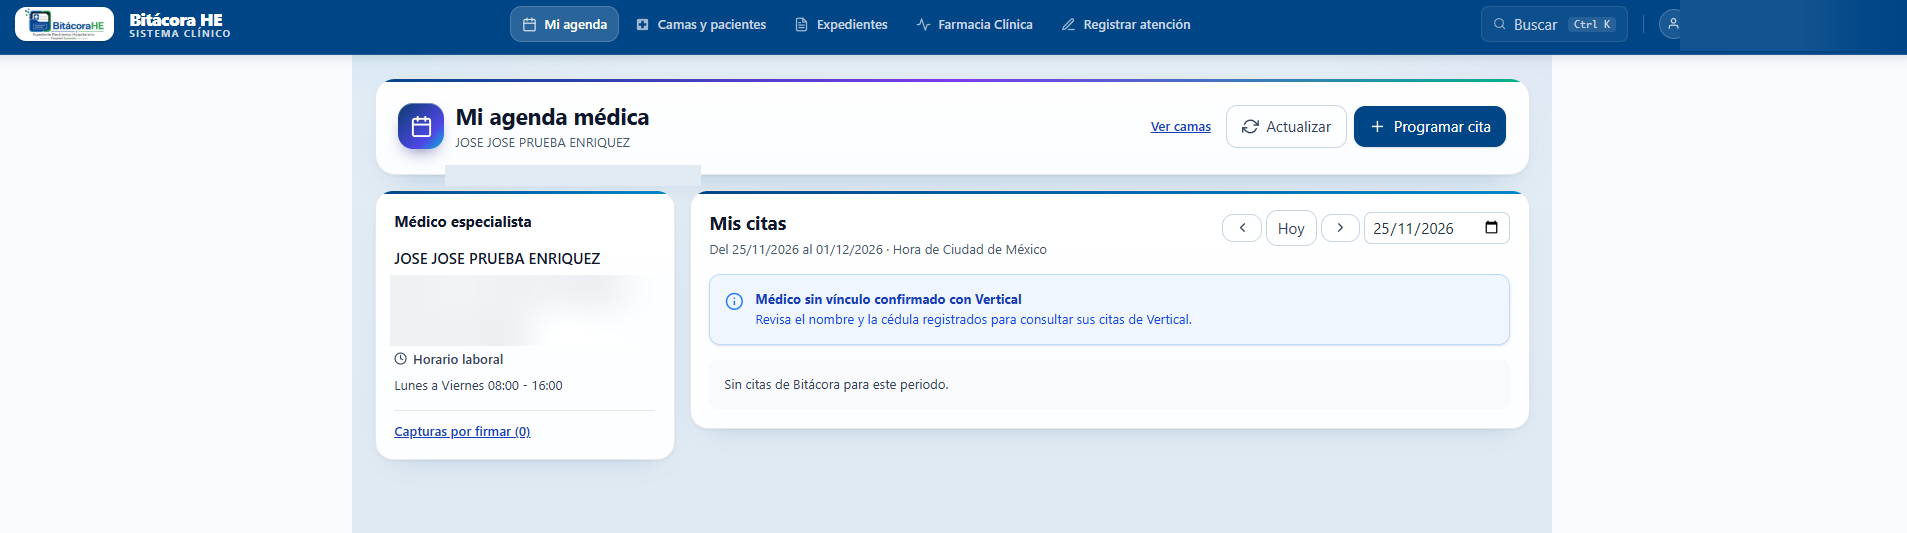 BitácoraHE
Bitácora HE
SISTEMA CLÍNICO
Mi agenda
Camas y pacientes
Expedientes
Farmacia Clínica
Registrar atención
Buscar Ctrl K
Mi agenda médica
JOSE JOSE PRUEBA ENRIQUEZ
Ver camas
Actualizar
Programar cita
Médico especialista
JOSE JOSE PRUEBA ENRIQUEZ
Horario laboral
Lunes a Viernes 08:00 - 16:00
Capturas por firmar (0)
Mis citas
Del 25/11/2026 al 01/12/2026 · Hora de Ciudad de México
Hoy
25/11/2026
Médico sin vínculo confirmado con Vertical
Revisa el nombre y la cédula registrados para consultar sus citas de Vertical.
Sin citas de Bitácora para este periodo.